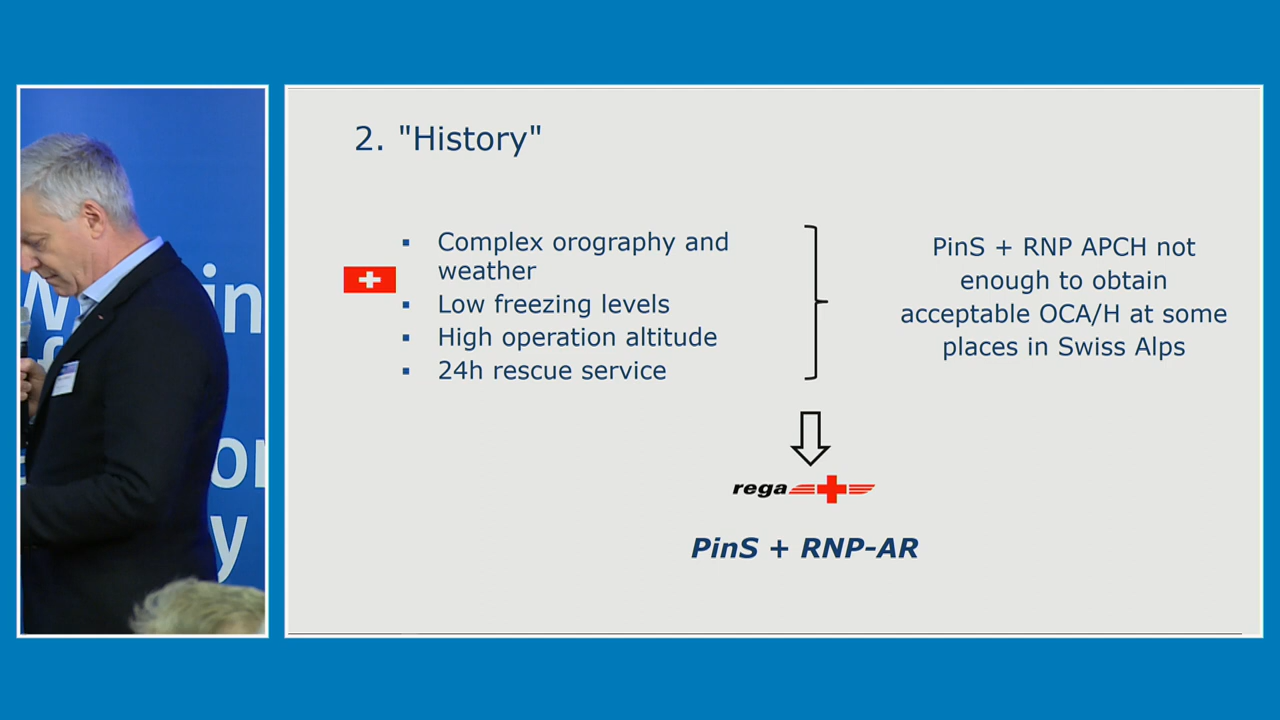 2. "History"
Complex orography and
weather
Low freezing levels
High operation altitude
24h rescue service
PinS + RNP APCH not
enough to obtain
acceptable OCA/H at some
places in Swiss Alps
rega
PinS + RNP-AR